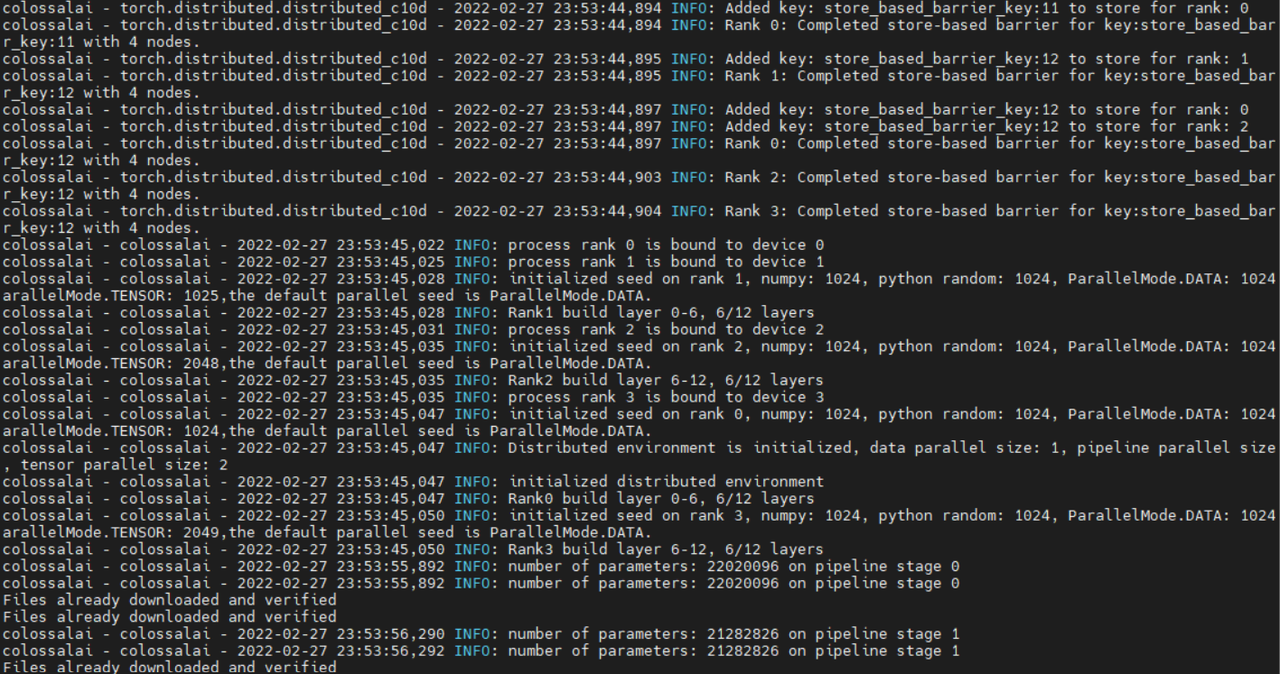 colossalai - torch.distributed.distributed_c10d - 2022-02-27 23:53:44,894 INFO: Added key: store_based_barrier_key:11 to store for rank: 0
colossalai - torch.distributed.distributed_c10d - 2022-02-27 23:53:44,894 INFO: Rank 0: Completed store-based barrier for key:store_based_bar
r_key:11 with 4 nodes.
colossalai - torch.distributed.distributed_c10d - 2022-02-27 23:53:44,895 INFO: Added key: store_based_barrier_key:12 to store for rank: 1
colossalai - torch.distributed.distributed_c10d - 2022-02-27 23:53:44,895 INFO: Rank 1: Completed store-based barrier for key:store_based_bar
r_key:12 with 4 nodes.
colossalai - torch.distributed.distributed_c10d - 2022-02-27 23:53:44,897 INFO: Added key: store_based_barrier_key:12 to store for rank: 0
colossalai - torch.distributed.distributed_c10d - 2022-02-27 23:53:44,897 INFO: Added key: store_based_barrier_key:12 to store for rank: 2
colossalai - torch.distributed.distributed_c10d - 2022-02-27 23:53:44,897 INFO: Rank 0: Completed store-based barrier for key:store_based_bar
r_key:12 with 4 nodes.
colossalai - torch.distributed.distributed_c10d - 2022-02-27 23:53:44,903 INFO: Rank 2: Completed store-based barrier for key:store_based_bar
r_key:12 with 4 nodes.
colossalai - torch.distributed.distributed_c10d - 2022-02-27 23:53:44,904 INFO: Rank 3: Completed store-based barrier for key:store_based_bar
r_key:12 with 4 nodes.
colossalai - colossalai - 2022-02-27 23:53:45,022 INFO: process rank 0 is bound to device 0
colossalai - colossalai - 2022-02-27 23:53:45,025 INFO: process rank 1 is bound to device 1
colossalai - colossalai - 2022-02-27 23:53:45,028 INFO: initialized seed on rank 1, numpy: 1024, python random: 1024, ParallelMode.DATA: 1024
arallelMode.TENSOR: 1025,the default parallel seed is ParallelMode.DATA.
colossalai - colossalai - 2022-02-27 23:53:45,028 INFO: Rank1 build layer 0-6, 6/12 layers
colossalai - colossalai - 2022-02-27 23:53:45,031 INFO: process rank 2 is bound to device 2
colossalai - colossalai - 2022-02-27 23:53:45,035 INFO: initialized seed on rank 2, numpy: 1024, python random: 1024, ParallelMode.DATA: 1024
arallelMode.TENSOR: 2048,the default parallel seed is ParallelMode.DATA.
colossalai - colossalai - 2022-02-27 23:53:45,035 INFO: Rank2 build layer 6-12, 6/12 layers
colossalai - colossalai - 2022-02-27 23:53:45,035 INFO: process rank 3 is bound to device 3
colossalai - colossalai - 2022-02-27 23:53:45,047 INFO: initialized seed on rank 0, numpy: 1024, python random: 1024, ParallelMode.DATA: 1024
arallelMode.TENSOR: 1024,the default parallel seed is ParallelMode.DATA.
colossalai - colossalai - 2022-02-27 23:53:45,047 INFO: Distributed environment is initialized, data parallel size: 1, pipeline parallel size
, tensor parallel size: 2
colossalai - colossalai - 2022-02-27 23:53:45,047 INFO: initialized distributed environment
colossalai - colossalai - 2022-02-27 23:53:45,047 INFO: Rank0 build layer 0-6, 6/12 layers
colossalai - colossalai - 2022-02-27 23:53:45,050 INFO: initialized seed on rank 3, numpy: 1024, python random: 1024, ParallelMode.DATA: 1024
arallelMode.TENSOR: 2049,the default parallel seed is ParallelMode.DATA.
colossalai - colossalai - 2022-02-27 23:53:45,050 INFO: Rank3 build layer 6-12, 6/12 layers
colossalai - colossalai - 2022-02-27 23:53:55,892 INFO: number of parameters: 22020096 on pipeline stage 0
colossalai - colossalai - 2022-02-27 23:53:55,892 INFO: number of parameters: 22020096 on pipeline stage 0
Files already downloaded and verified
Files already downloaded and verified
colossalai - colossalai - 2022-02-27 23:53:56,290 INFO: number of parameters: 21282826 on pipeline stage 1
colossalai - colossalai - 2022-02-27 23:53:56,292 INFO: number of parameters: 21282826 on pipeline stage 1
Files already downloaded and verified